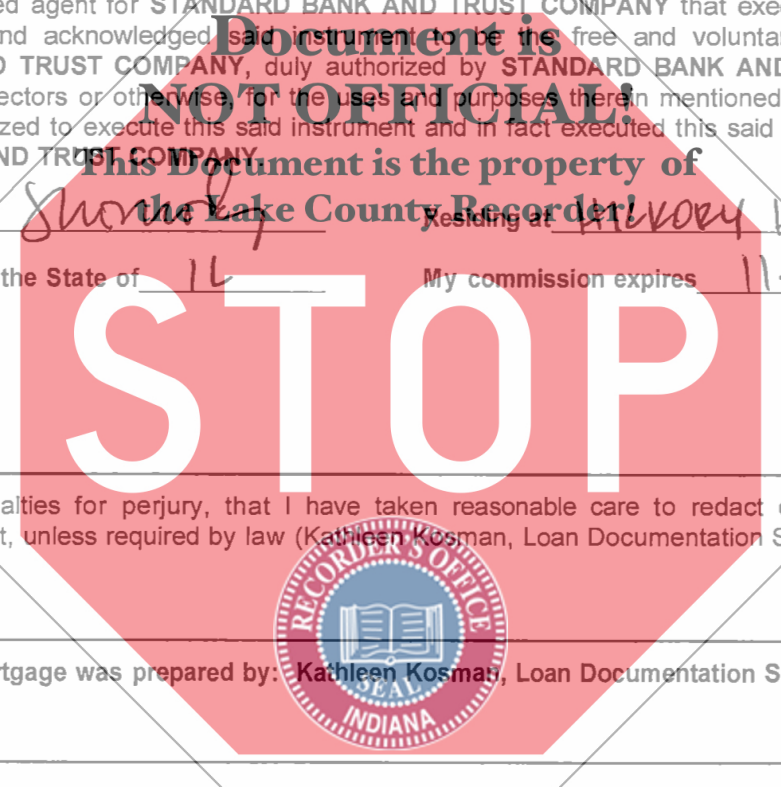 ed agent for STANDARD BANK AND TRUST COMPANY that exe
nd acknowledged said instrument to be the free and volunta
D TRUST COMPANY, duly authorized by STANDARD BANK AND
ectors or otherwise, for the uses and purposes therein mentioned
zed to execute this said instrument and in fact executed this said
ND TRUST COMPANY.
Document is
NOT OFFICIAL!
This Document is the property of
the Lake County Recorder!
Residing at HICKORY
the State of IL My commission expires 11-
STOP
alties for perjury, that I have taken reasonable care to redact
t, unless required by law (Kathleen Kosman, Loan Documentation S
RECORDER'S OFFICE
SEAL
INDIANA
rtgage was prepared by: Kathleen Kosman, Loan Documentation S